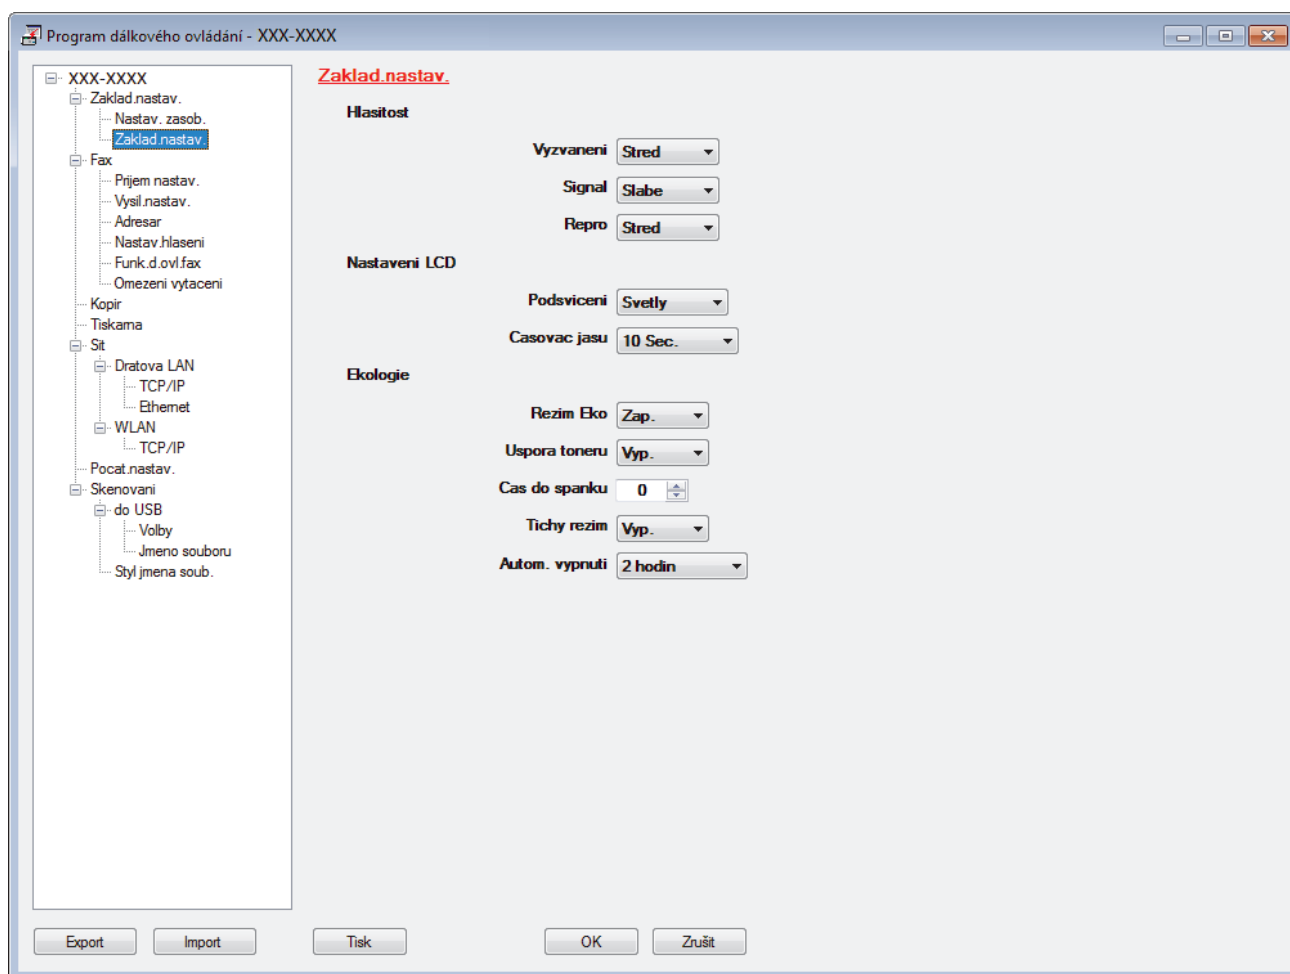 Program dálkového ovládání - XXX-XXXX
XXX-XXXX
Zaklad.nastav.
Nastav. zasob.
Zaklad.nastav.
Fax
Prijem nastav.
Vysil.nastav.
Adresar
Nastav.hlaseni
Funk.d.ovl.fax
Omezeni vytaceni
Kopir
Tiskarna
Sit
Dratova LAN
TCP/IP
Ethernet
WLAN
TCP/IP
Pocat.nastav.
Skenovani
do USB
Volby
Jmeno souboru
Styl jmena soub.
Zaklad.nastav.
Hlasitost
Vyzvaneni Stred
Signal Slabe
Repro Stred
Nastaveni LCD
Podsviceni Svetly
Casovac jasu 10 Sec.
Ekologie
Rezim Eko Zap.
Uspora toneru Vyp.
Cas do spanku 0
Tichy rezim Vyp.
Autom. vypnuti 2 hodin
Export Import Tisk OK Zrušit